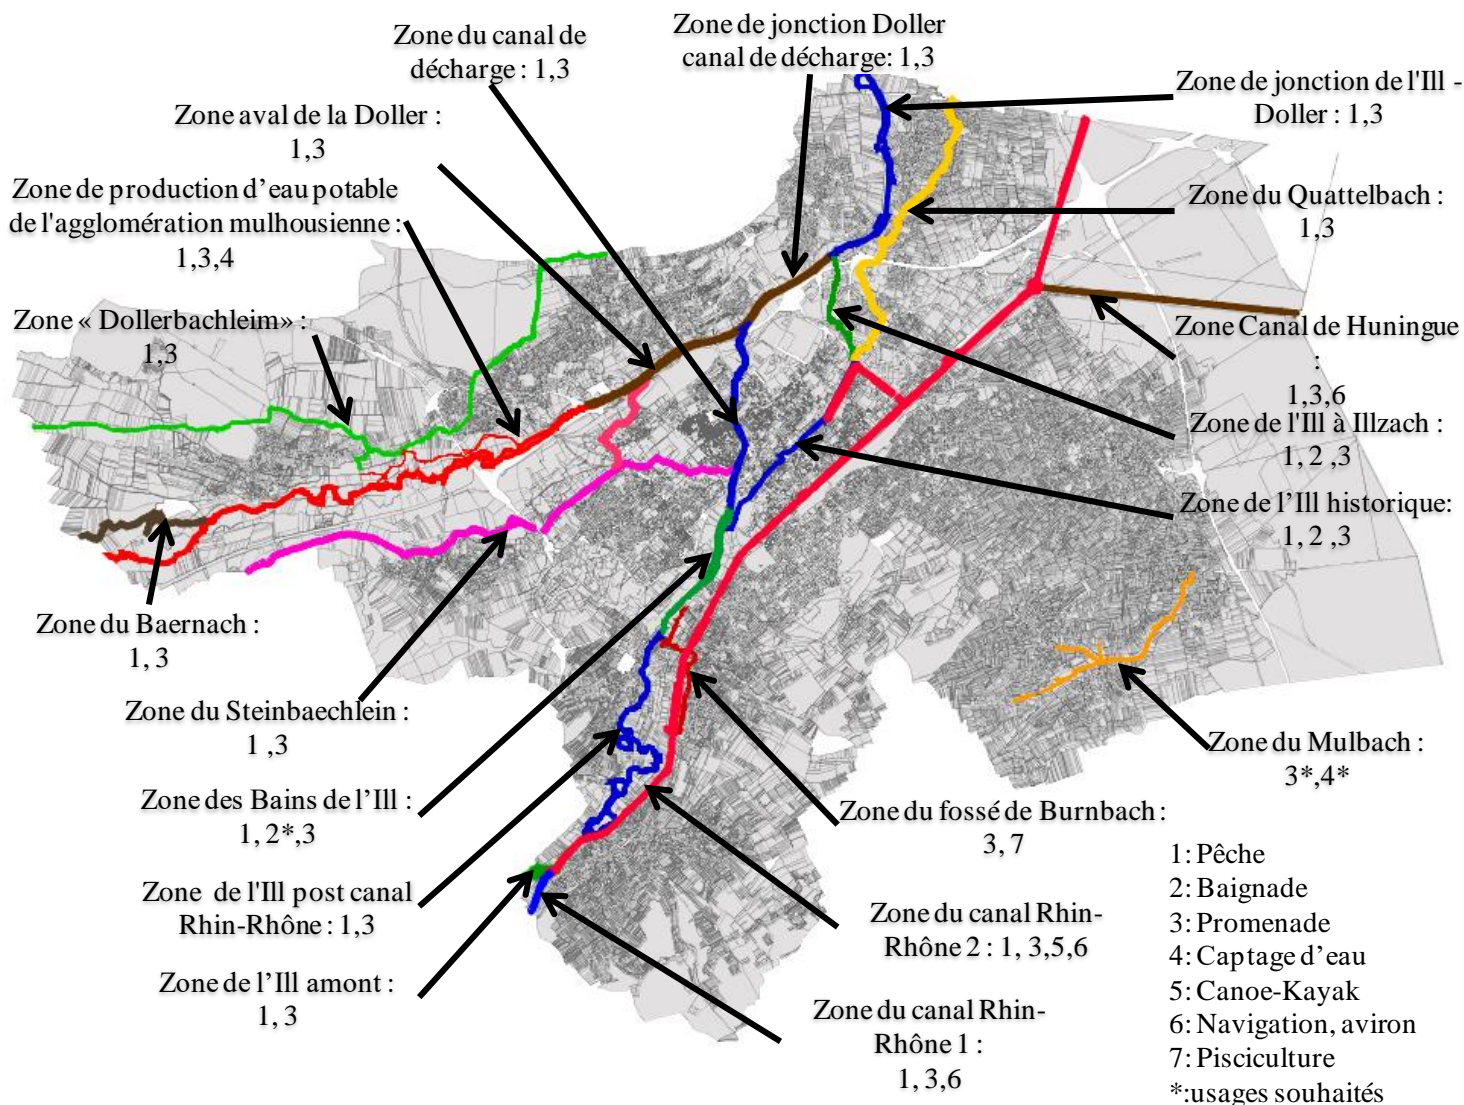 Zone du canal de
décharge : 1,3
Zone de jonction Doller
canal de décharge: 1,3
Zone de jonction de l'Ill -
Doller : 1,3
Zone aval de la Doller :
1,3
Zone de production d’eau potable
de l'agglomération mulhousienne :
1,3,4
Zone du Quattelbach :
1,3
Zone « Dollerbachleim» :
1,3
Zone Canal de Huningue
:
1,3,6
Zone de l'Ill à Illzach :
1, 2 ,3
Zone de l’Ill historique:
1, 2 ,3
Zone du Baernach :
1, 3
Zone du Steinbaechlein :
1 ,3
Zone du Mulbach :
3*,4*
Zone des Bains de l’Ill :
1, 2*,3
Zone du fossé de Burnbach :
3, 7
Zone de l'Ill post canal
Rhin-Rhône : 1,3
Zone du canal Rhin-
Rhône 2 : 1, 3,5,6
Zone de l’Ill amont :
1, 3
Zone du canal Rhin-
Rhône 1 :
1, 3,6
1: Pêche
2: Baignade
3: Promenade
4: Captage d’eau
5: Canoe-Kayak
6: Navigation, aviron
7: Pisciculture
*:usages souhaités